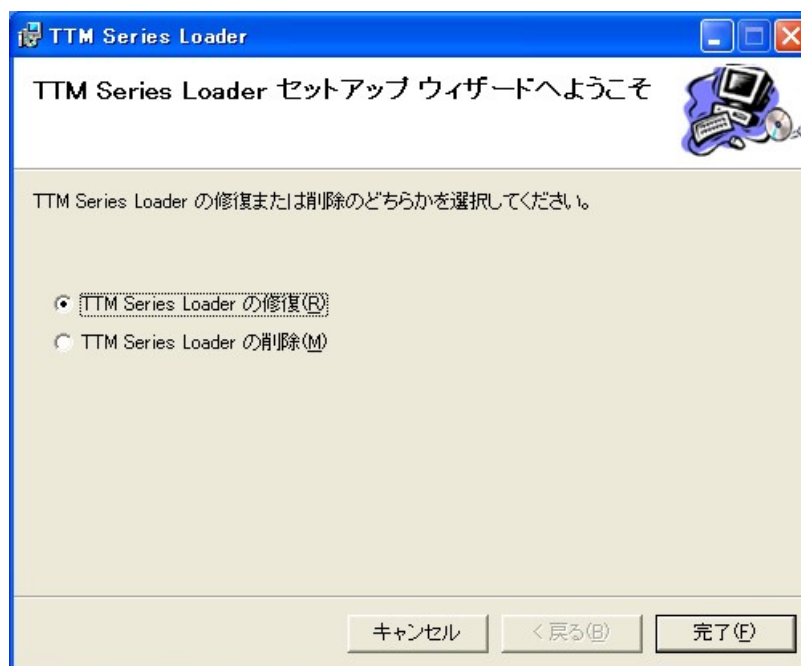 TTM Series Loader
TTM Series Loader セットアップ ウィザードへようこそ
TTM Series Loader の修復または削除のどちらかを選択してください。
TTM Series Loader の修復(R)
TTM Series Loader の削除(M)
キャンセル
< 戻る(B)
完了(F)